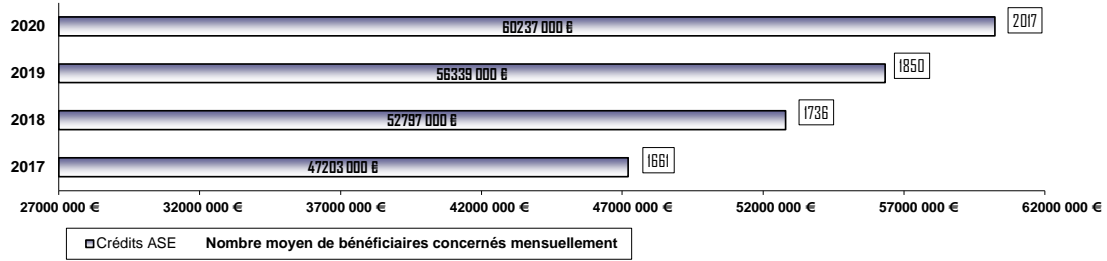 2020 60237 000 € 2017
2019 56339 000 € 1850
2018 52797 000 € 1736
2017 47203 000 € 1661
27000 000 € 32000 000 € 37000 000 € 42000 000 € 47000 000 € 52000 000 € 57000 000 € 62000 000 €
Crédits ASE Nombre moyen de bénéficiaires concernés mensuellement